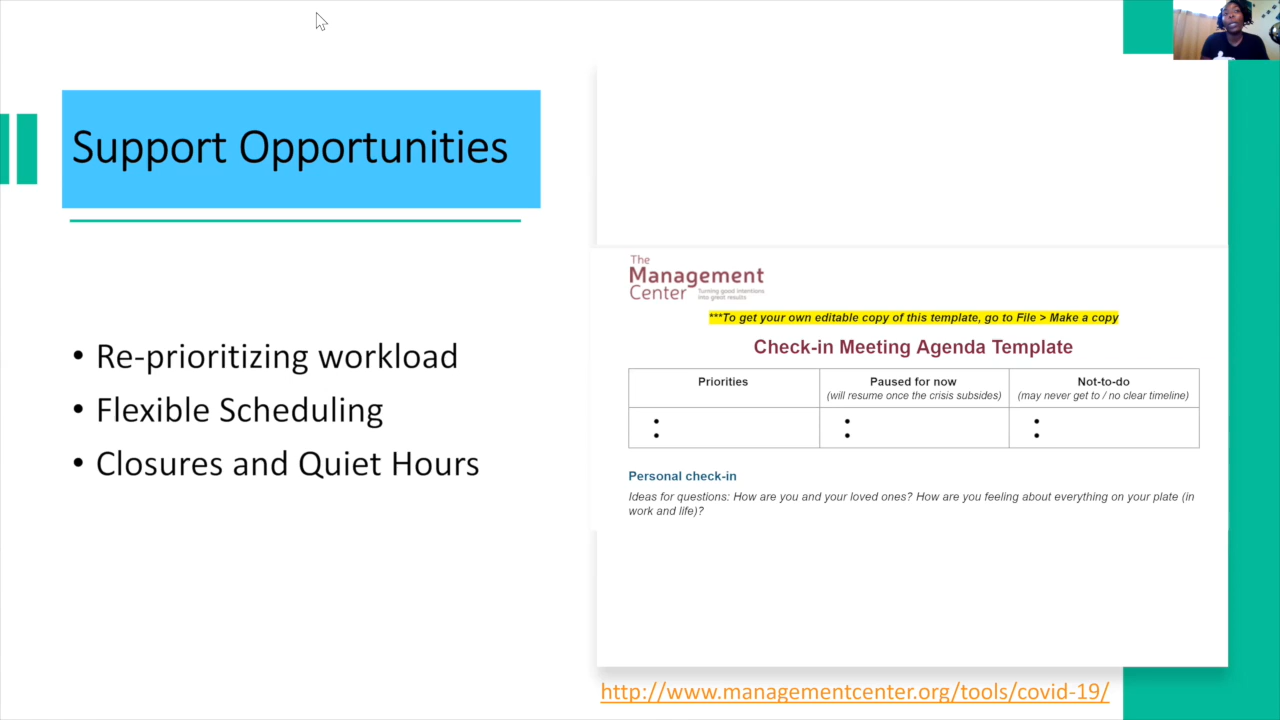 Support Opportunities
• Re-prioritizing workload
• Flexible Scheduling
• Closures and Quiet Hours
The
Management
Center Turning good intentions
into great results
***To get your own editable copy of this template, go to File > Make a copy
Check-in Meeting Agenda Template
Priorities
Paused for now
(will resume once the crisis subsides)
Not-to-do
(may never get to / no clear timeline)
Personal check-in
Ideas for questions: How are you and your loved ones? How are you feeling about everything on your plate (in
work and life)?
http://www.managementcenter.org/tools/covid-19/